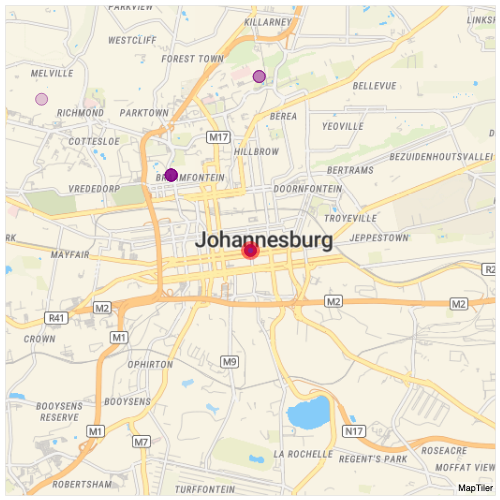 PARKVIEW
KILLARNEY
LINKSI
WESTCLIFF
FOREST TOWN
MELVILLE
BELLEVUE
RICHMOND
PARKTOWN
BEREA
YEOVILLE
COTTESLOE
M17
HILLBROW
BEZUIDENHOUTSVALLEI
BERTRAMS
BRAAMFONTEIN
VREDEDORP
DOORNFONTEIN
TROYEVILLE
RK
Johannesburg
JEPPESTOWN
MAYFAIR
R2
M2
M2
M2
R41
M1
CROWN
M9
OPHIRTON
BOOYSENS
RESERVE
BOOYSENS
M1
M7
N17
LA ROCHELLE
REGENT'S PARK
ROSEACRE
MOFFAT VIEW
ROBERTSHAM
TURFFONTEIN
MapTiler